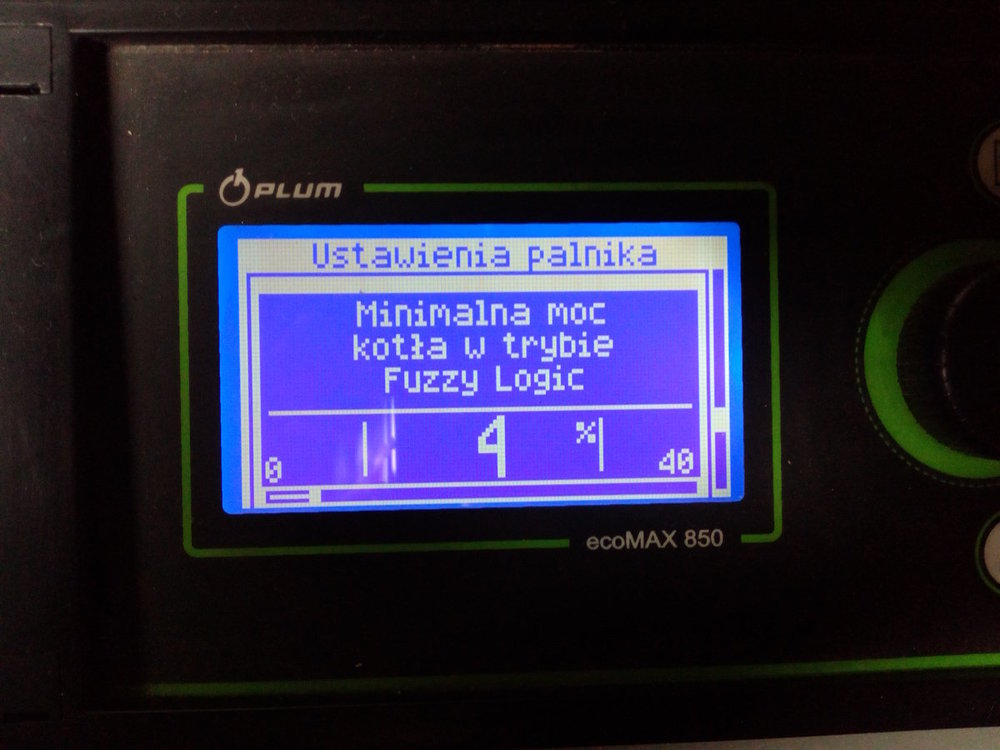 PLUM
Ustawienia palnika
Minimalna moc
kotła w trybie
Fuzzy Logic
0 4 % 40
ecoMAX 850